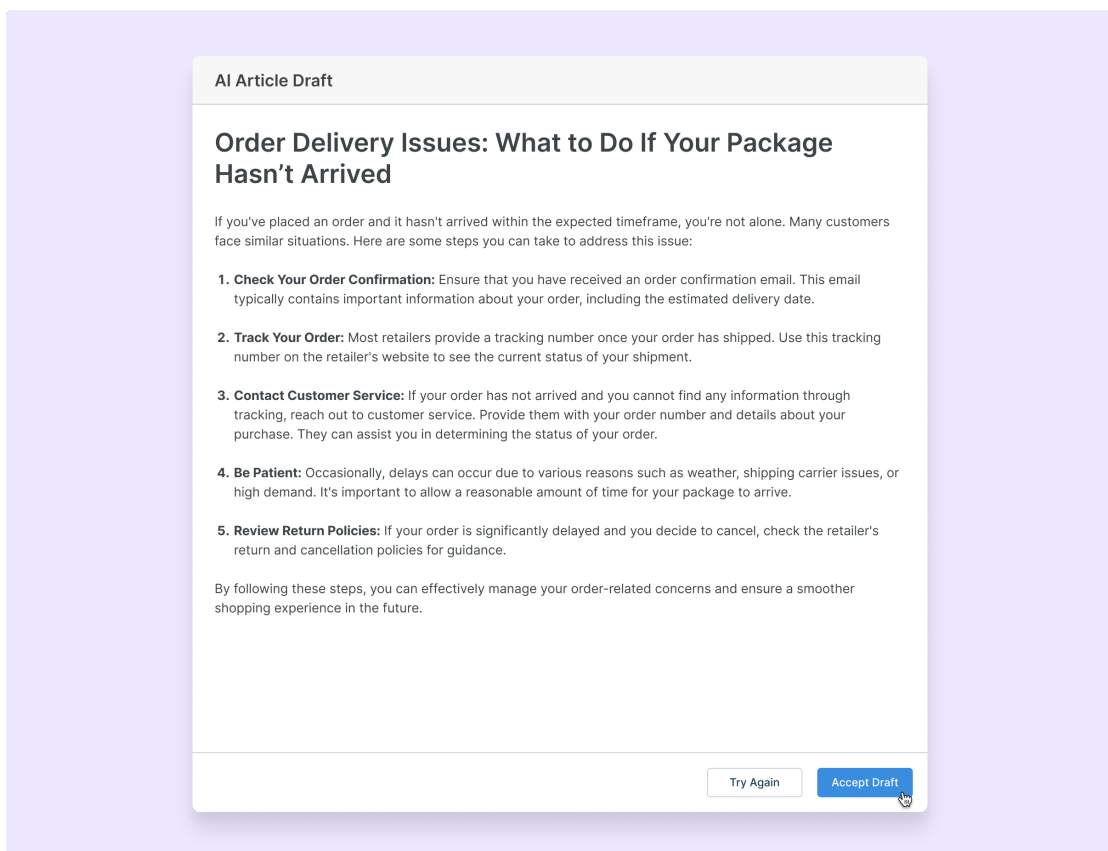 AI Article Draft
Order Delivery Issues: What to Do If Your Package
Hasn’t Arrived
If you've placed an order and it hasn't arrived within the expected timeframe, you're not alone. Many customers
face similar situations. Here are some steps you can take to address this issue:
1. Check Your Order Confirmation: Ensure that you have received an order confirmation email. This email
typically contains important information about your order, including the estimated delivery date.
2. Track Your Order: Most retailers provide a tracking number once your order has shipped. Use this tracking
number on the retailer's website to see the current status of your shipment.
3. Contact Customer Service: If your order has not arrived and you cannot find any information through
tracking, reach out to customer service. Provide them with your order number and details about your
purchase. They can assist you in determining the status of your order.
4. Be Patient: Occasionally, delays can occur due to various reasons such as weather, shipping carrier issues, or
high demand. It's important to allow a reasonable amount of time for your package to arrive.
5. Review Return Policies: If your order is significantly delayed and you decide to cancel, check the retailer's
return and cancellation policies for guidance.
By following these steps, you can effectively manage your order-related concerns and ensure a smoother
shopping experience in the future.
Try Again
Accept Draft